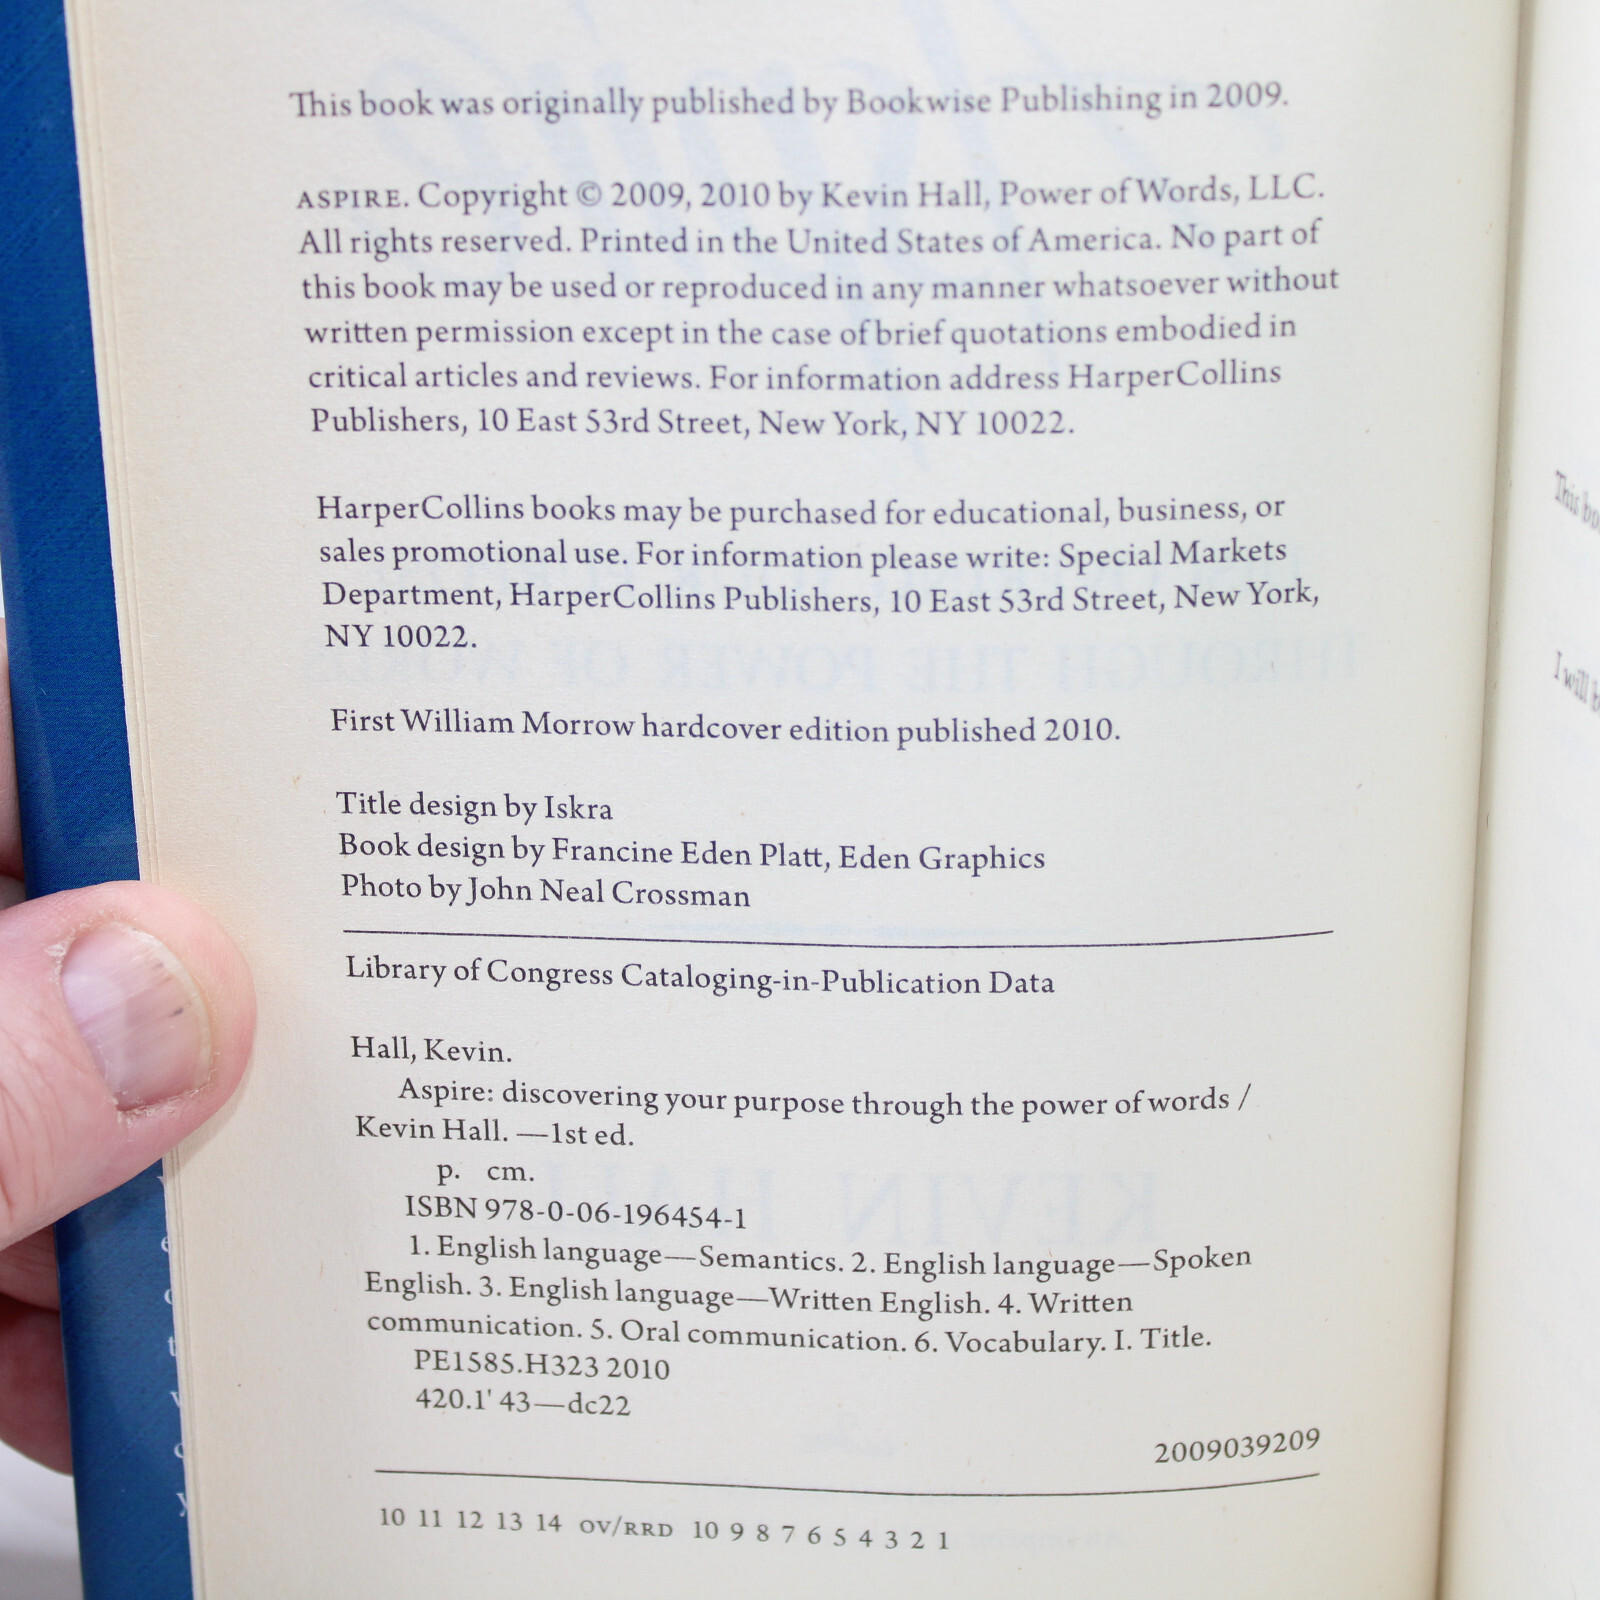 This book was originally published by Bookwise Publishing in 2009.
ASPIRE. Copyright © 2009, 2010 by Kevin Hall, Power of Words, LLC.
All rights reserved. Printed in the United States of America. No part of
this book may be used or reproduced in any manner whatsoever without
written permission except in the case of brief quotations embodied in
critical articles and reviews. For information address HarperCollins
Publishers, 10 East 53rd Street, New York, NY 10022.
HarperCollins books may be purchased for educational, business, or
sales promotional use. For information please write: Special Markets
Department, HarperCollins Publishers, 10 East 53rd Street, New York,
NY 10022.
First William Morrow hardcover edition published 2010.
Title design by Iskra
Book design by Francine Eden Platt, Eden Graphics
Photo by John Neal Crossman
Library of Congress Cataloging-in-Publication Data
Hall, Kevin.
Aspire: discovering your purpose through the power of words /
Kevin Hall. —1st ed.
p. cm.
ISBN 978-0-06-196454-1
1. English language—Semantics. 2. English language—Spoken
English. 3. English language—Written English. 4. Written
communication. 5. Oral communication. 6. Vocabulary. I. Title.
PE1585.H323 2010
420.1' 43—dc22
2009039209
10 11 12 13 14 OV/RRD 10 9 8 7 6 5 4 3 2 1
This
I will